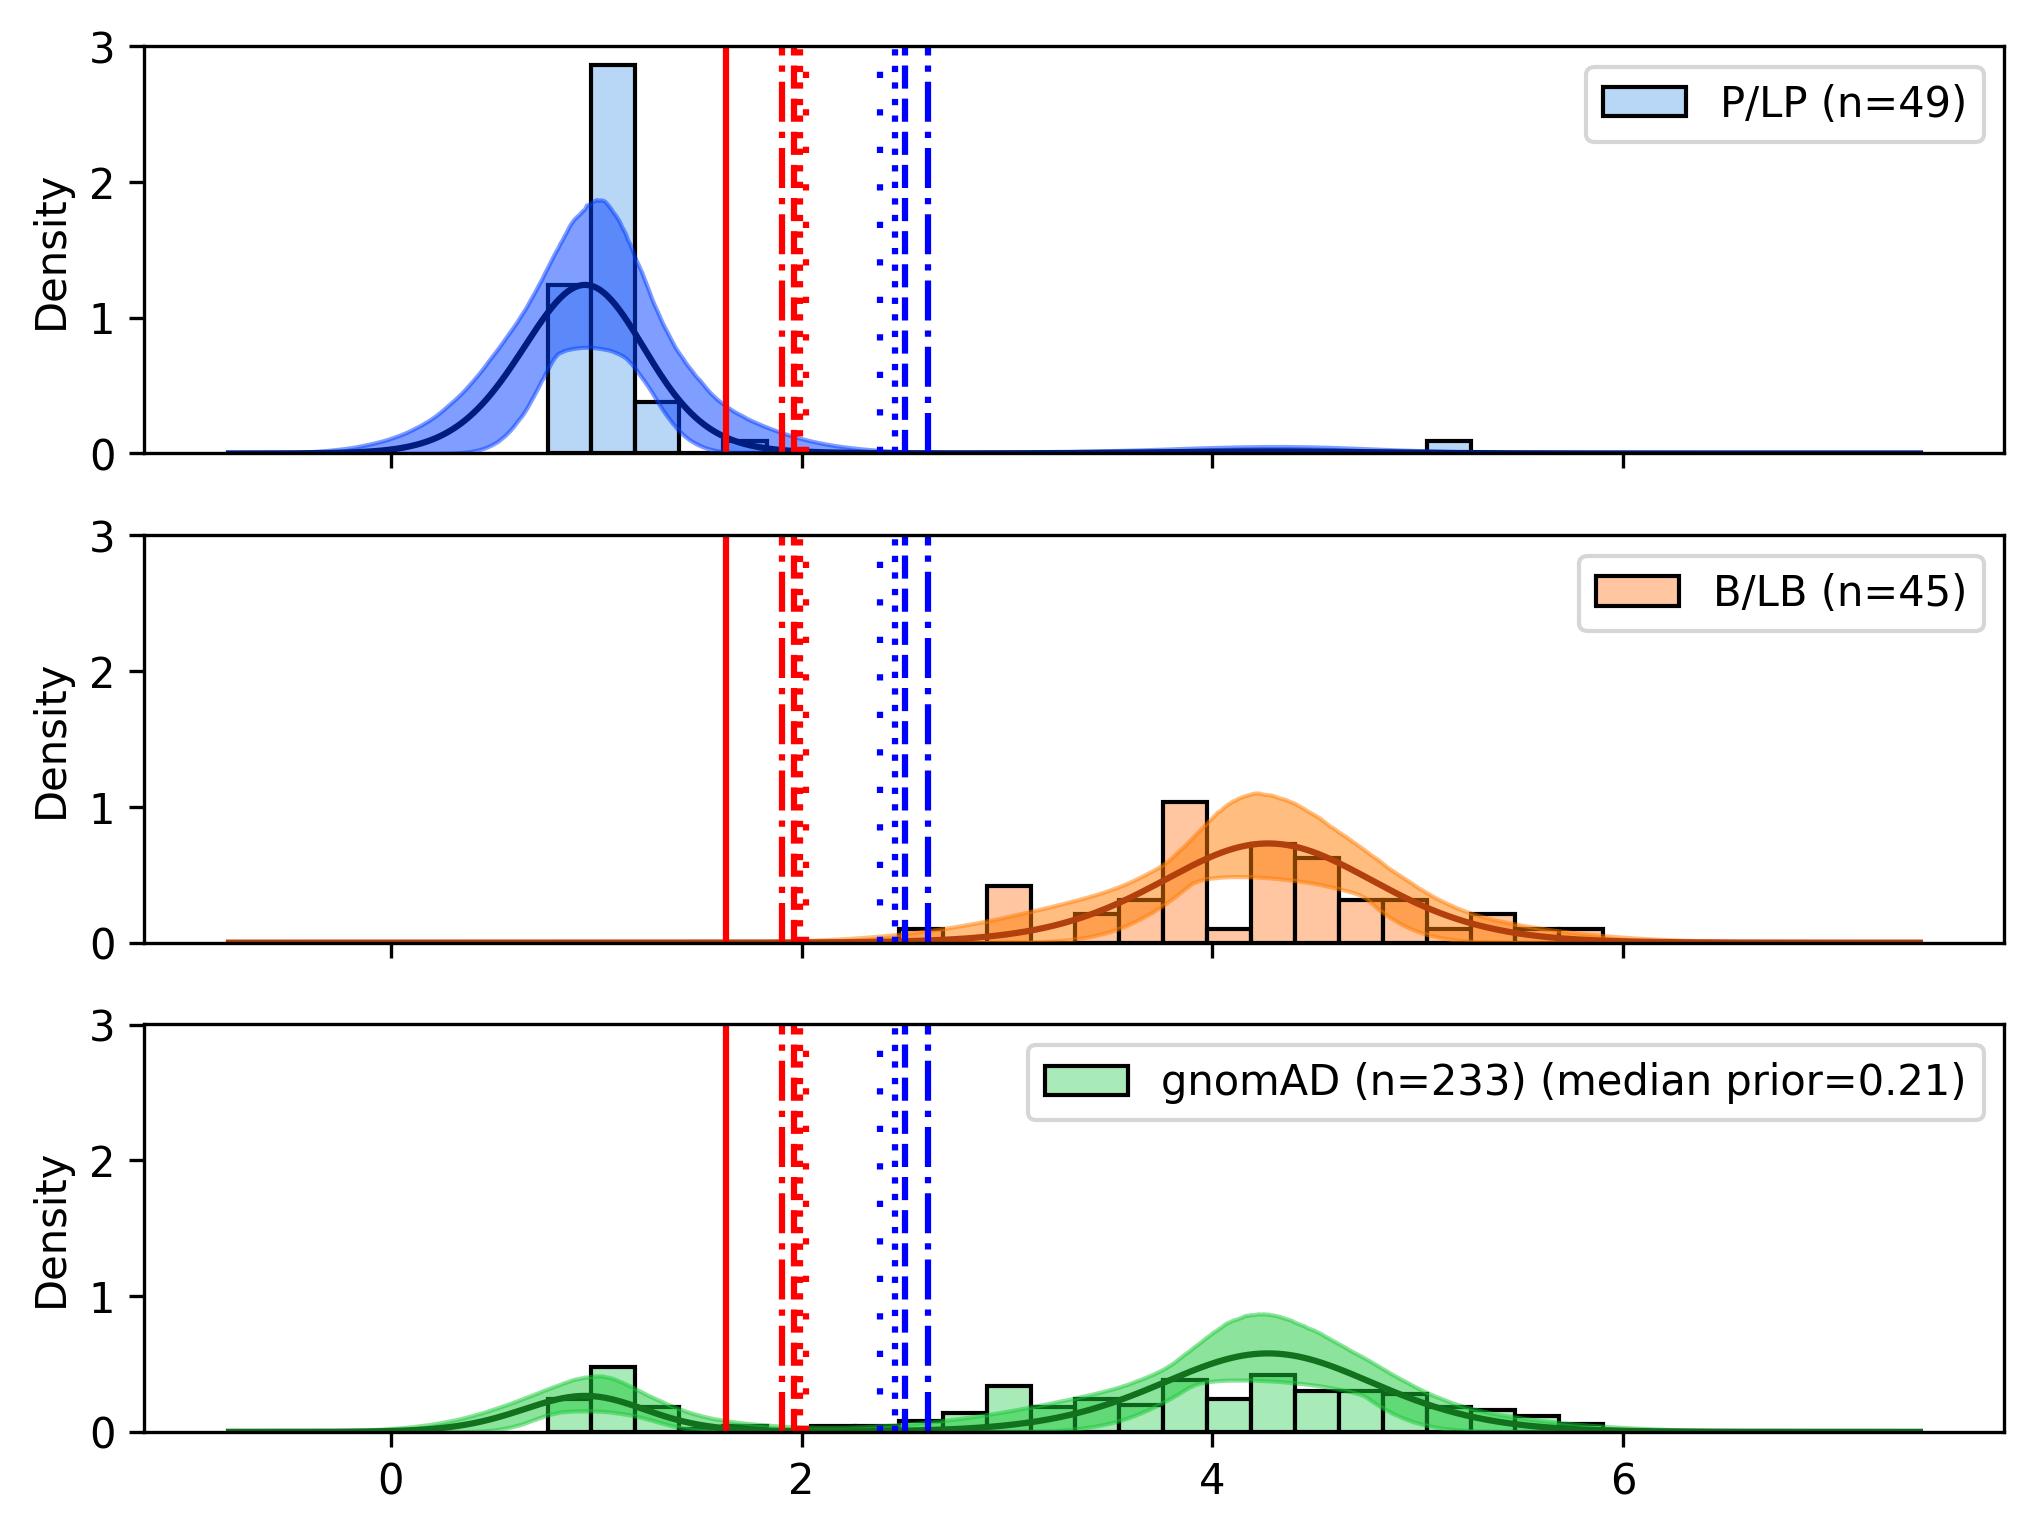 3
2
1
0
Density
P/LP (n=49)
3
2
1
0
Density
B/LB (n=45)
3
2
1
0
Density
gnomAD (n=233) (median prior=0.21)
0 2 4 6